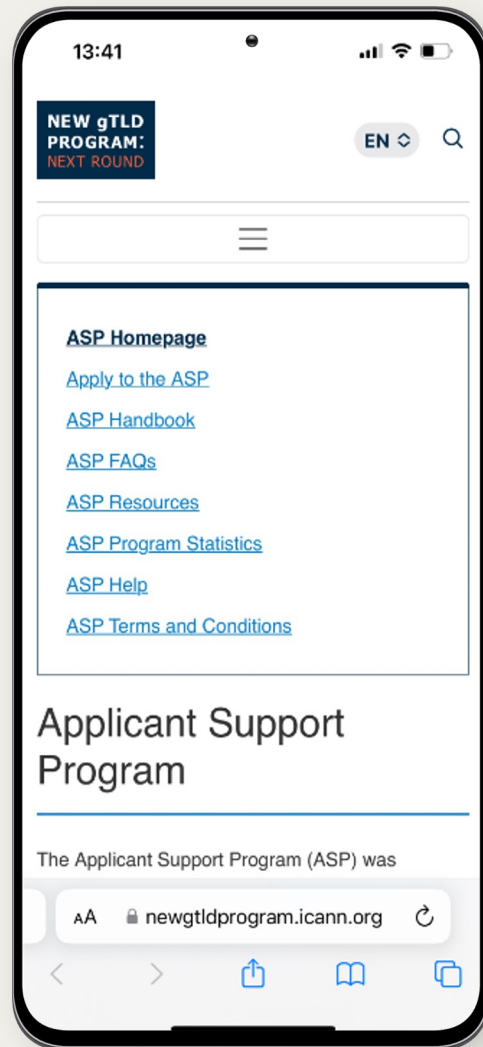 13:41
NEW gTLD
PROGRAM:
NEXT ROUND
EN
ASP Homepage
Apply to the ASP
ASP Handbook
ASP FAQs
ASP Resources
ASP Program Statistics
ASP Help
ASP Terms and Conditions
Applicant Support
Program
The Applicant Support Program (ASP) was
AA newgtldprogram.icann.org